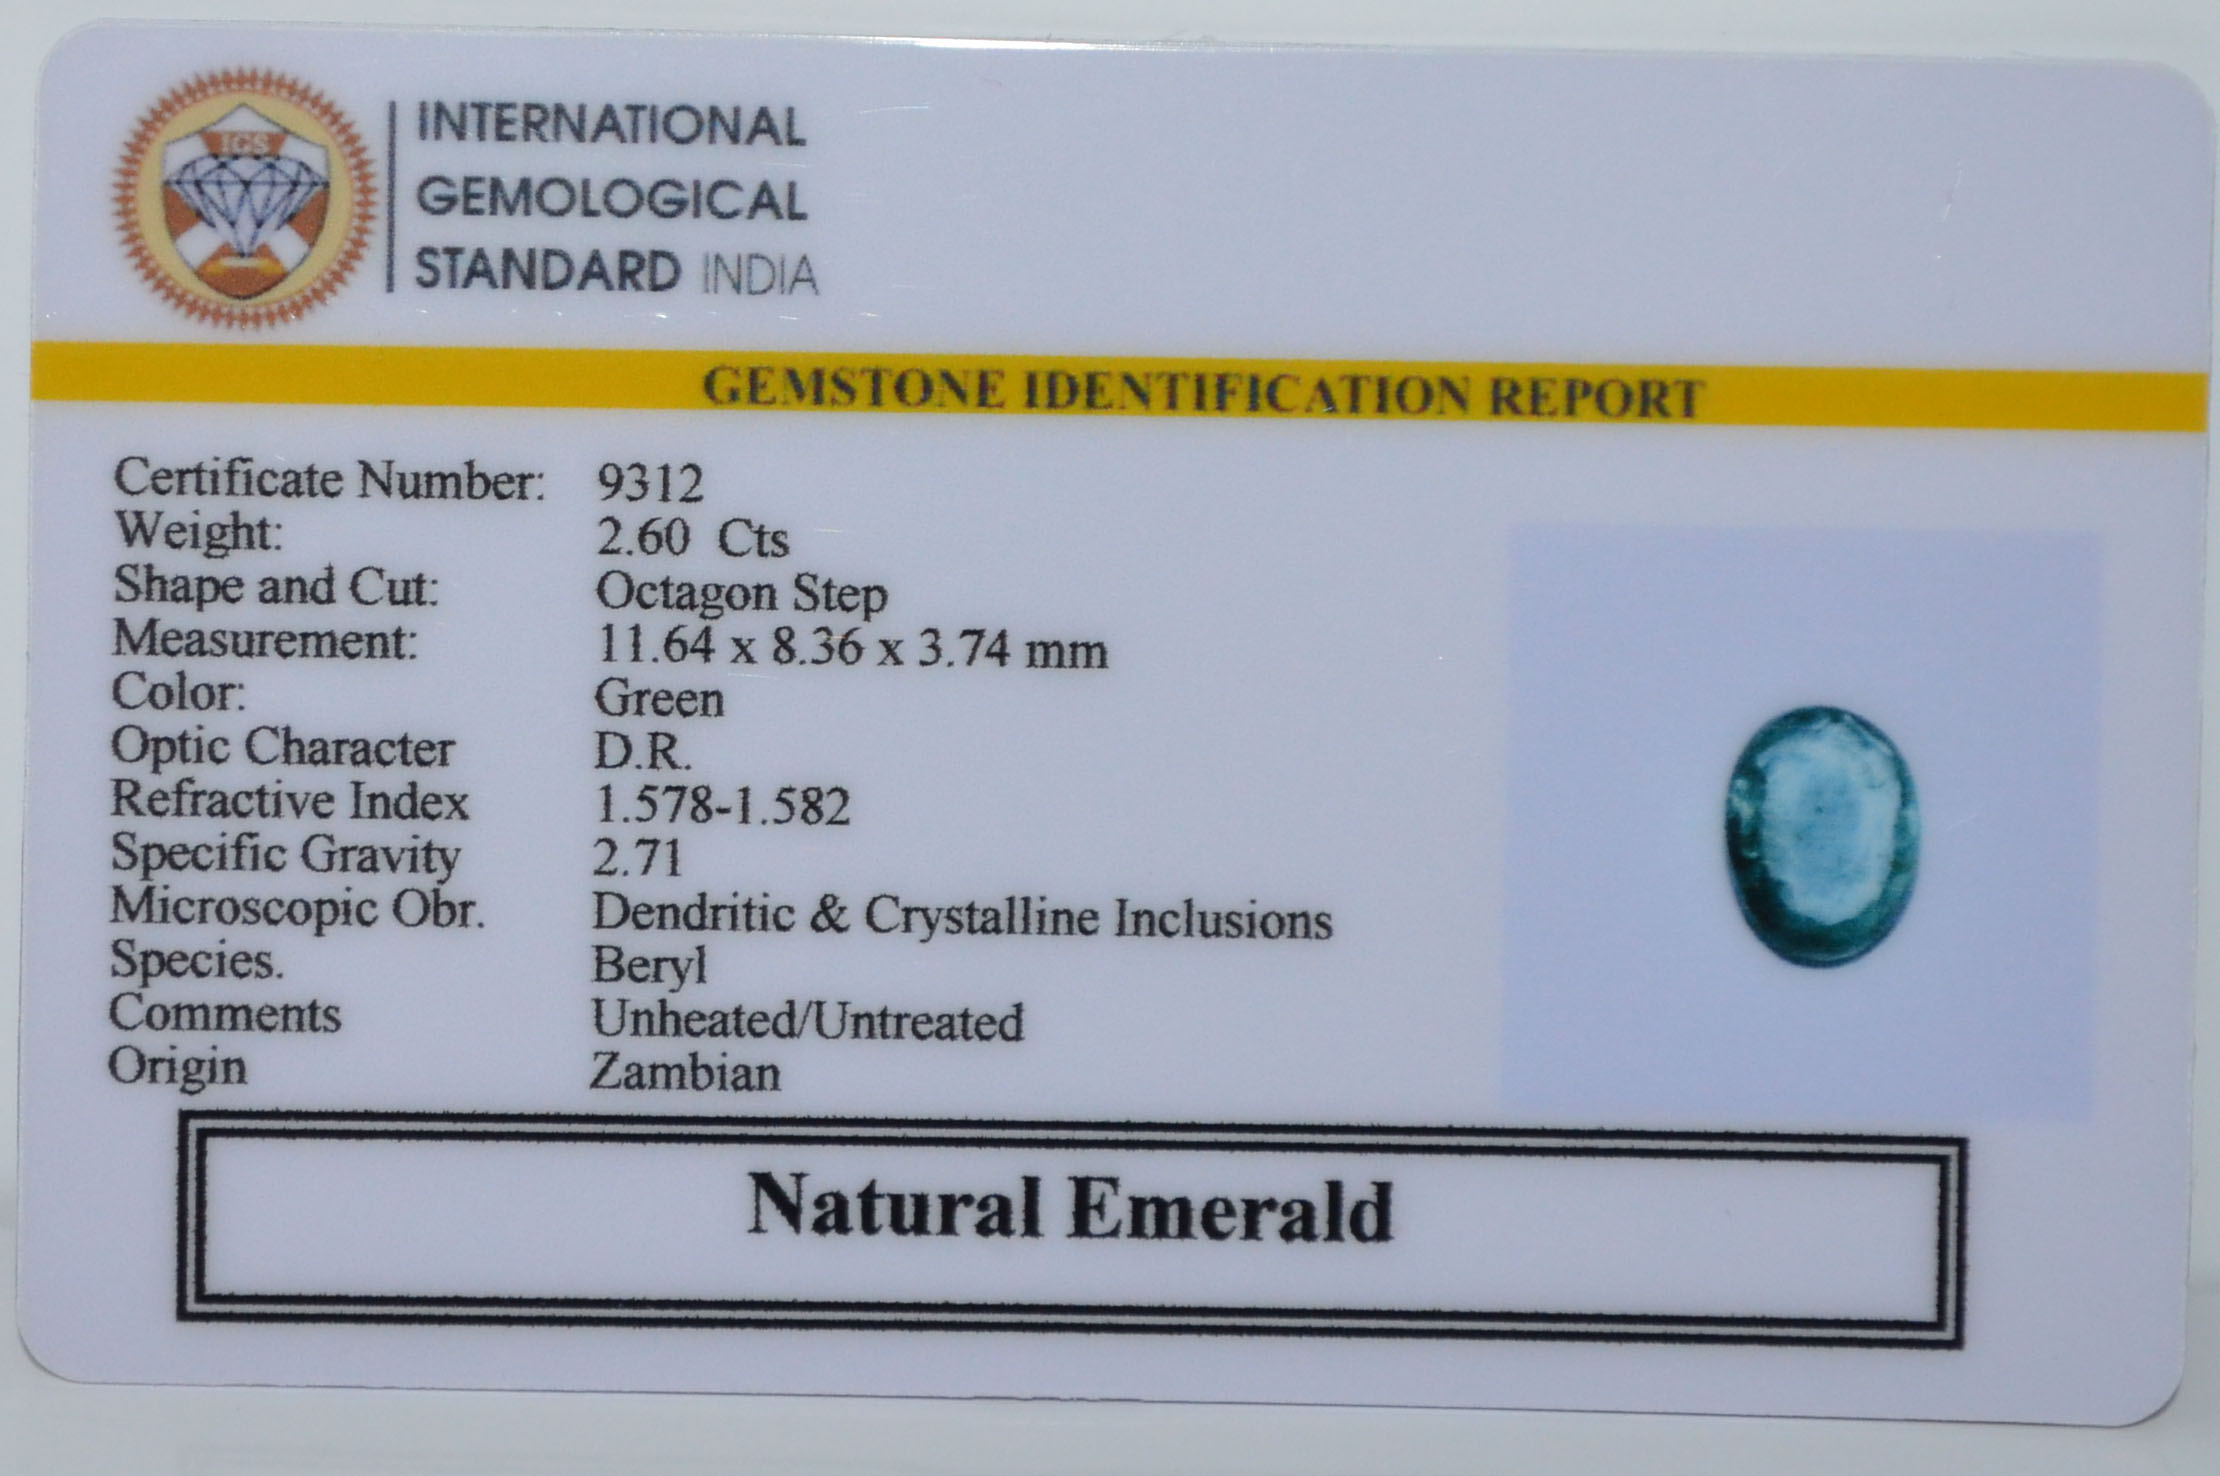 IGS
INTERNATIONAL
GEMOLOGICAL
STANDARD INDIA
GEMSTONE IDENTIFICATION REPORT
Certificate Number: 9312
Weight: 2.60 Cts
Shape and Cut: Octagon Step
Measurement: 11.64 x 8.36 x 3.74 mm
Color: Green
Optic Character D.R.
Refractive Index 1.578-1.582
Specific Gravity 2.71
Microscopic Obr. Dendritic & Crystalline Inclusions
Species. Beryl
Comments Unheated/Untreated
Origin Zambian
Natural Emerald